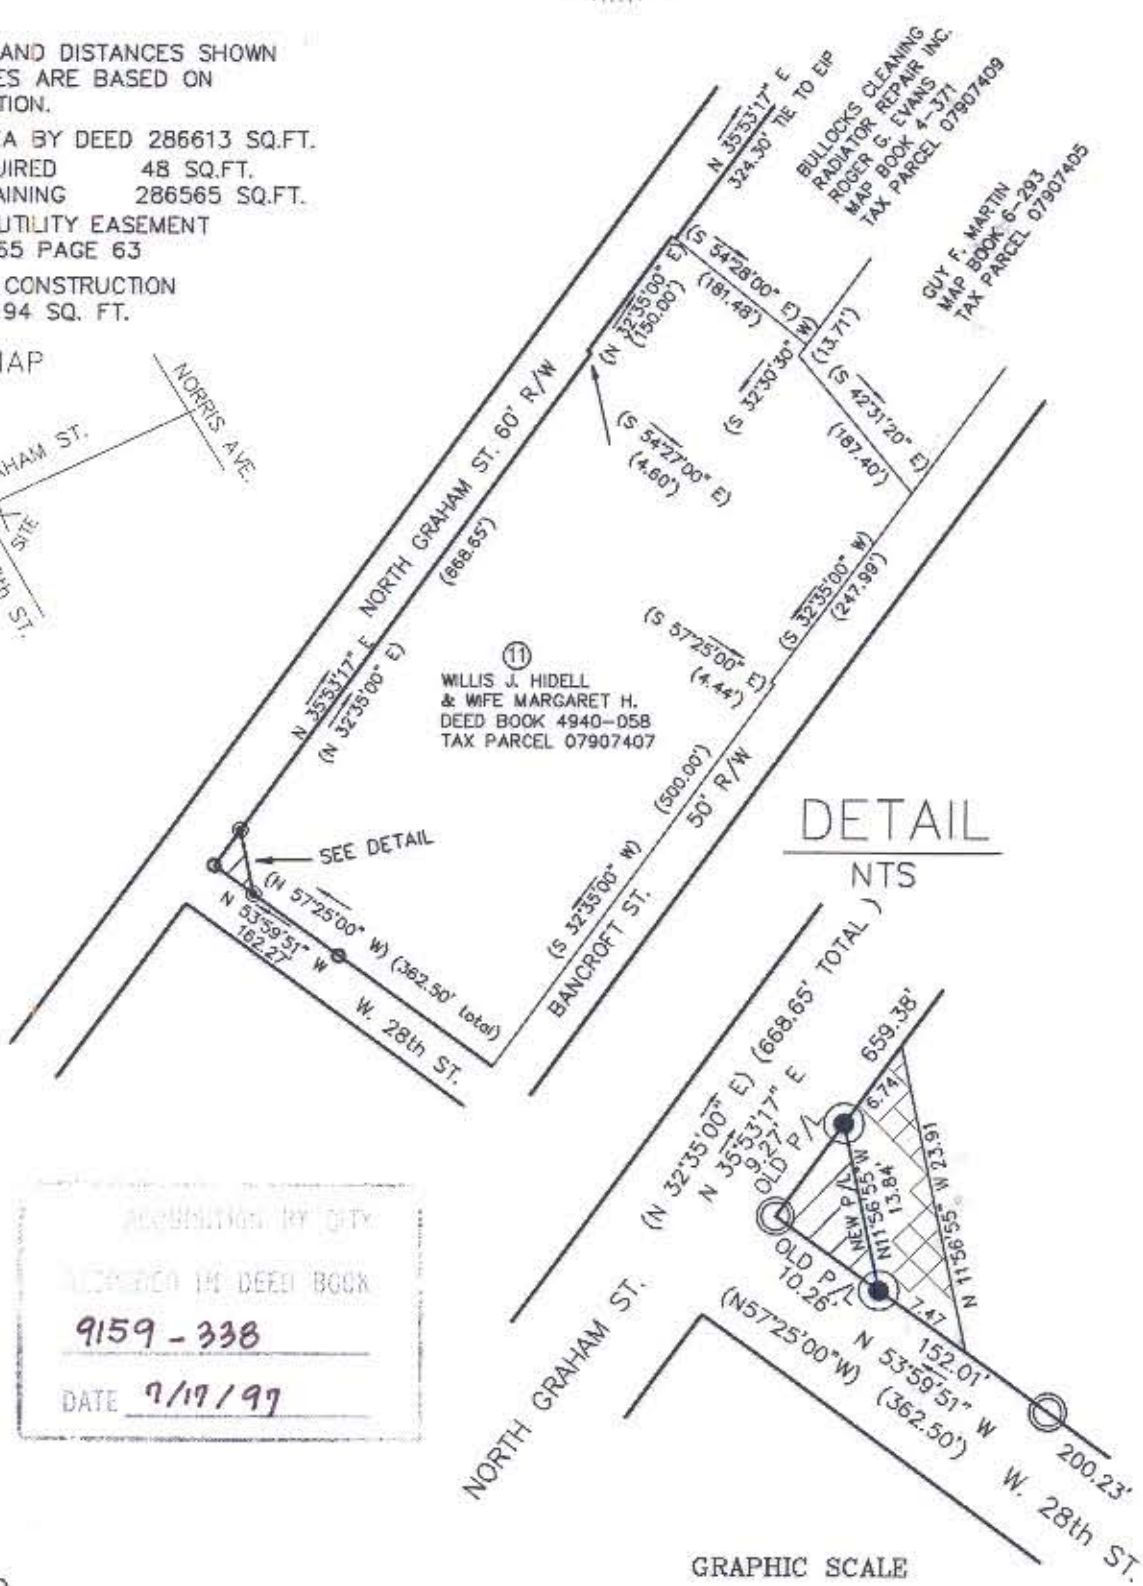 AND DISTANCES SHOWN
ES ARE BASED ON
TION.
A BY DEED 286613 SQ.FT.
UIRED 48 SQ.FT.
AINING 286565 SQ.FT.
UTILITY EASEMENT
55 PAGE 63
CONSTRUCTION
94 SQ. FT.
MAP
NORRIS AVE.
AHAM ST.
SITE
7th ST.
N 35°53'17" E
324.30' TIE TO EIP
BULLOCKS CLEANING
RADIATOR REPAIR INC.
ROGER G. EVANS
MAP BOOK 4-371
TAX PARCEL 07907409
GUY F. MARTIN
MAP BOOK 6-293
TAX PARCEL 07907405
(S 54°28'00" E)
(181.48')
(N 32°35'00" E)
(150.00')
(S 32°30'30" W)
(13.71')
(S 42°31'20" E)
(187.40')
(S 54°27'00" E)
(4.60')
NORTH GRAHAM ST. 60' R/W
(668.65')
N 35°53'17" E
(N 32°35'00" E)
(S 32°35'00" W)
(247.99')
(S 57°25'00" E)
(4.44')
11
WILLIS J. HIDELL
& WIFE MARGARET H.
DEED BOOK 4940-058
TAX PARCEL 07907407
(S 32°35'00" W) (500.00')
BANCROFT ST. 50' R/W
SEE DETAIL
(N 57°25'00" W) (362.50' total)
N 53°59'51" W
162.27'
W. 28th ST.
DETAIL
NTS
(N 32°35'00" E) (668.65' TOTAL )
N 35°53'17" E
9.27'
OLD P/L
659.38'
6.74
NEW P/L
N11°56'55"W
13.84'
N 11°56'55" W 23.91
OLD P/L
10.26'
7.47
152.01'
N 53°59'51" W
(N57°25'00"W) (362.50')
200.23'
W. 28th ST.
NORTH GRAHAM ST.
ACQUISITION BY CITY
RECORDED IN DEED BOOK
9159-338
DATE 7/17/97
GRAPHIC SCALE